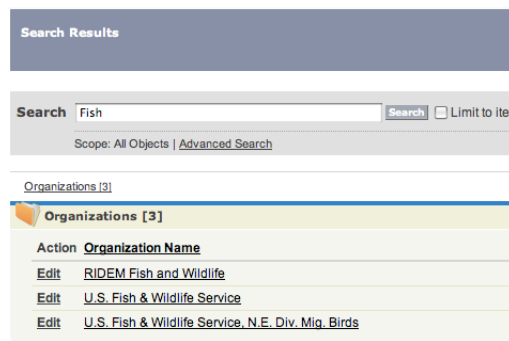 Search Results
Search Fish Search Limit to ite
Scope: All Objects | Advanced Search
Organizations [3]
Organizations [3]
Action Organization Name
Edit RIDEM Fish and Wildlife
Edit U.S. Fish & Wildlife Service
Edit U.S. Fish & Wildlife Service, N.E. Div. Mig. Birds